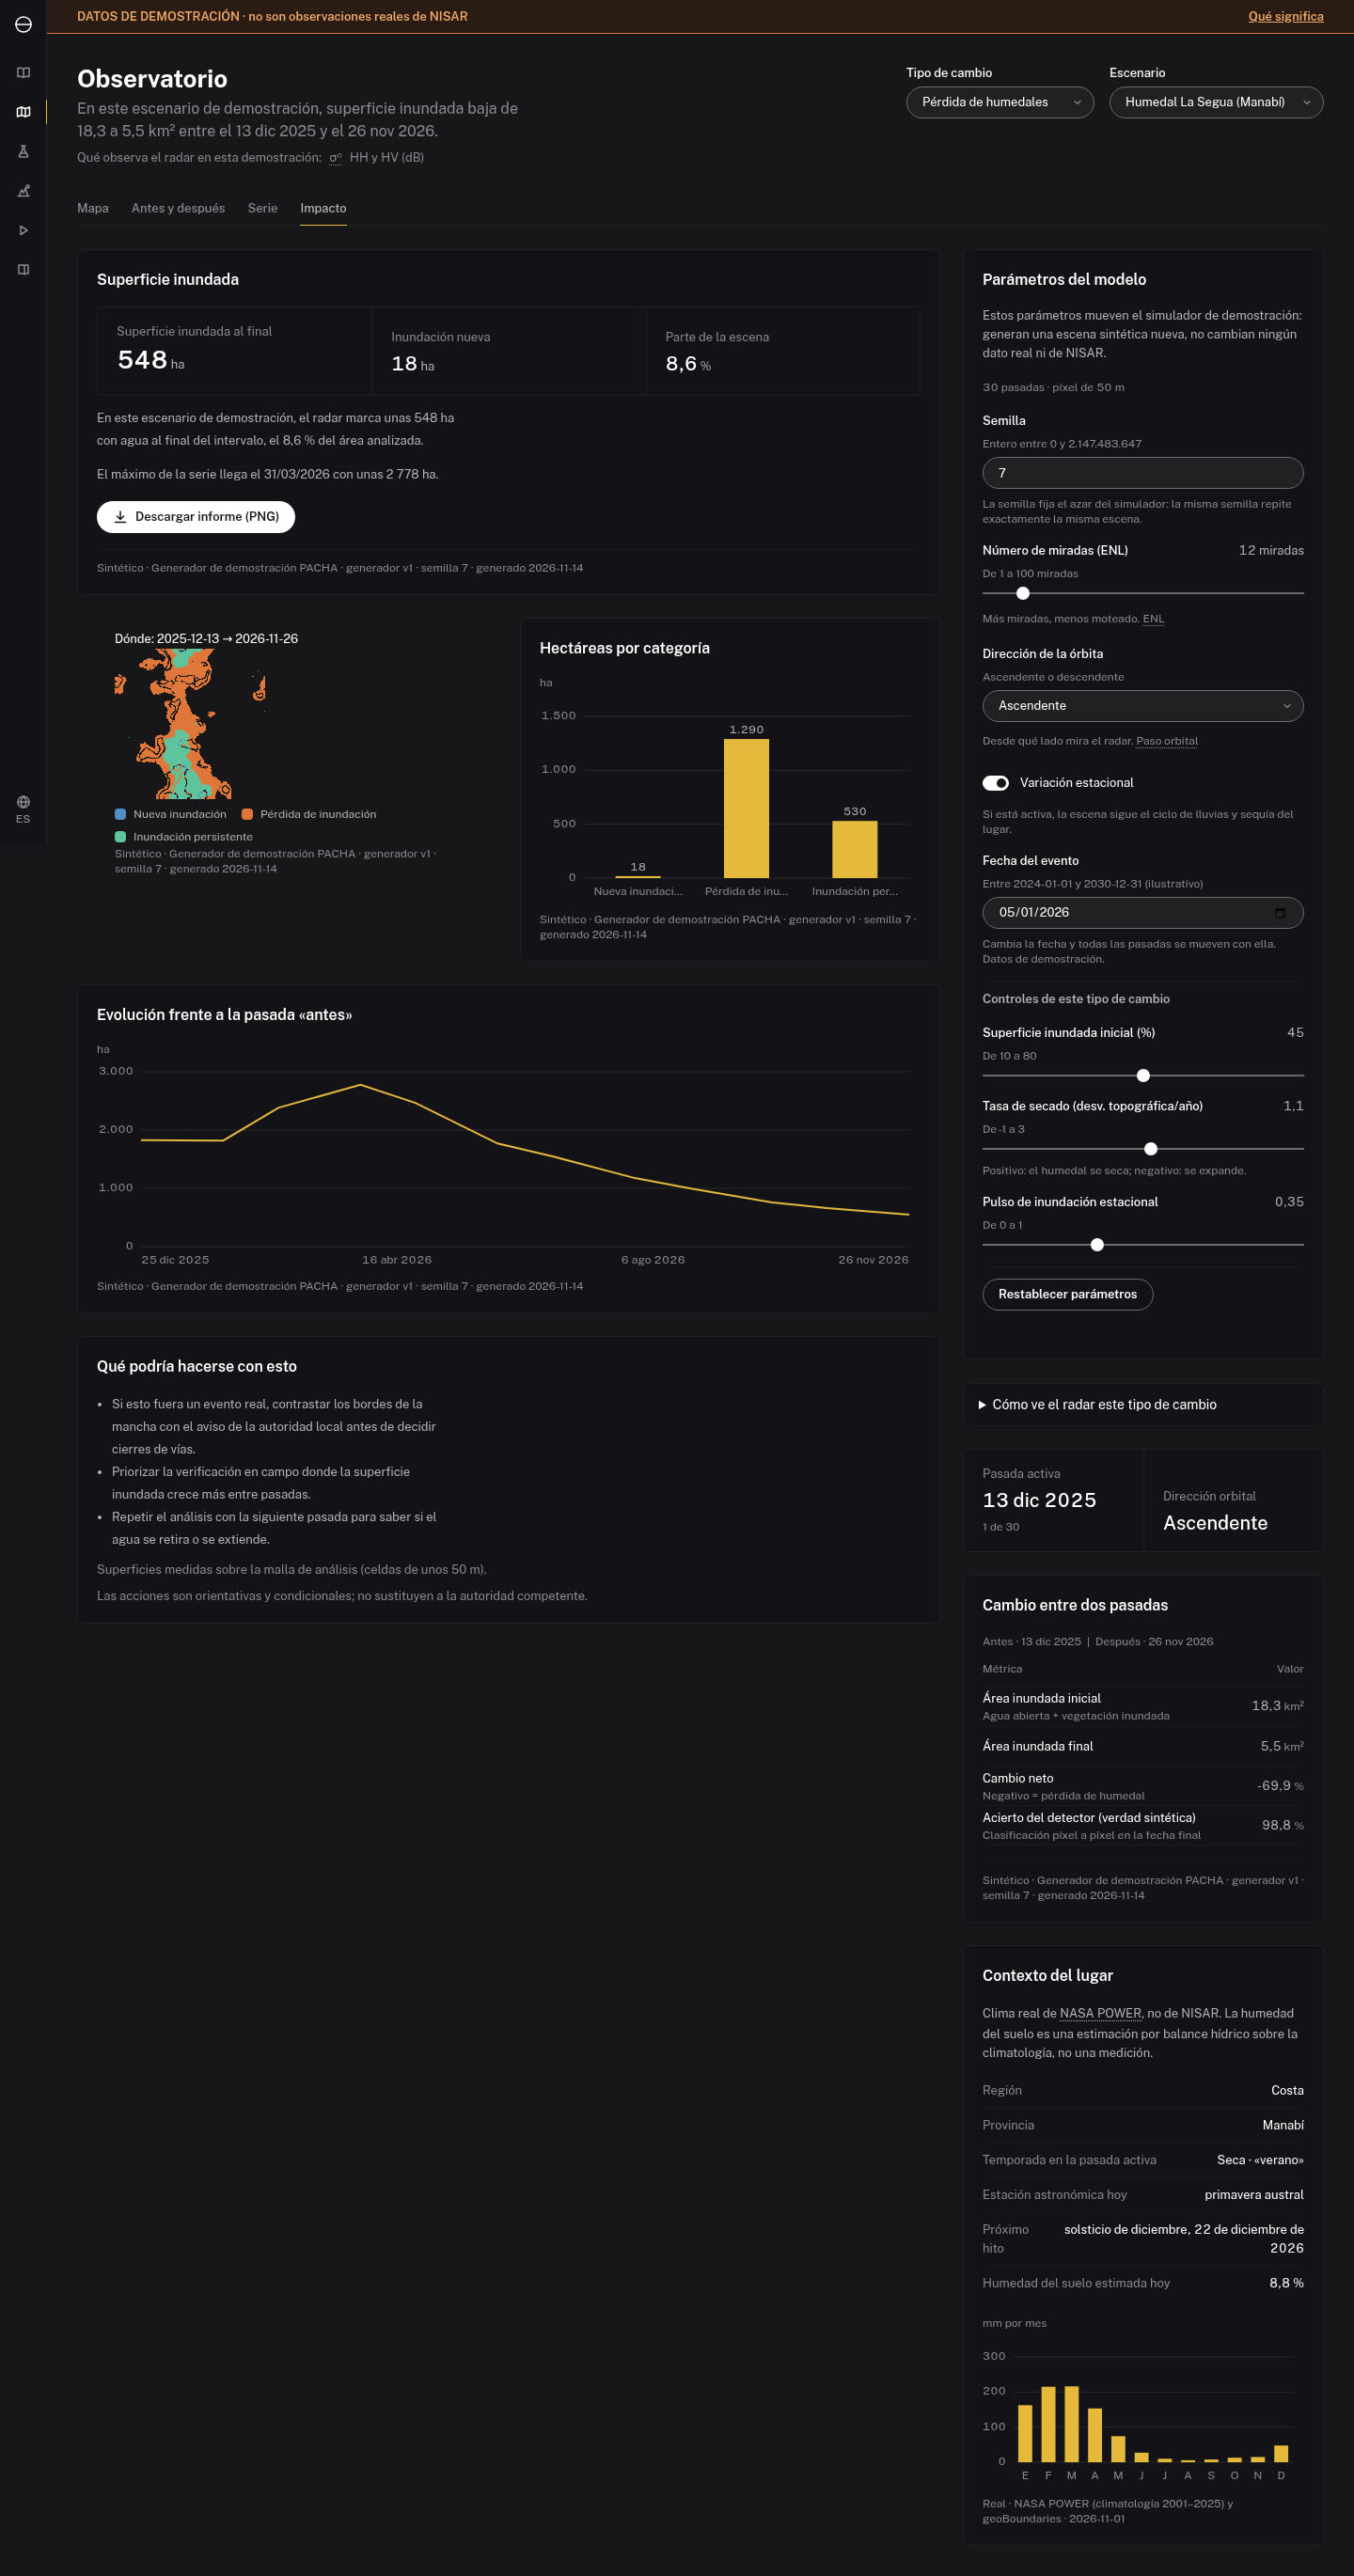 DATOS DE DEMOSTRACIÓN · no son observaciones reales de NISAR
Qué significa
Observatorio
En este escenario de demostración, superficie inundada baja de
18,3 a 5,5 km² entre el 13 dic 2025 y el 26 nov 2026.
Qué observa el radar en esta demostración: σ⁰ HH y HV (dB)
Tipo de cambio
Pérdida de humedales
Escenario
Humedal La Segua (Manabí)
Mapa
Antes y después
Serie
Impacto
ES
Superficie inundada
Superficie inundada al final
548 ha
Inundación nueva
18 ha
Parte de la escena
8,6 %
En este escenario de demostración, el radar marca unas 548 ha
con agua al final del intervalo, el 8,6 % del área analizada.
El máximo de la serie llega el 31/03/2026 con unas 2 778 ha.
Descargar informe (PNG)
Sintético · Generador de demostración PACHA · generador v1 · semilla 7 · generado 2026-11-14
Dónde: 2025-12-13 → 2026-11-26
Nueva inundación
Pérdida de inundación
Inundación persistente
Sintético · Generador de demostración PACHA · generador v1 ·
semilla 7 · generado 2026-11-14
Hectáreas por categoría
ha
1.500
1.000
500
0
18
1.290
530
Nueva inundaci...
Pérdida de inu...
Inundación per...
Sintético · Generador de demostración PACHA · generador v1 · semilla 7 ·
generado 2026-11-14
Evolución frente a la pasada «antes»
ha
3.000
2.000
1.000
0
25 dic 2025
16 abr 2026
6 ago 2026
26 nov 2026
Sintético · Generador de demostración PACHA · generador v1 · semilla 7 · generado 2026-11-14
Qué podría hacerse con esto
• Si esto fuera un evento real, contrastar los bordes de la
mancha con el aviso de la autoridad local antes de decidir
cierres de vías.
• Priorizar la verificación en campo donde la superficie
inundada crece más entre pasadas.
• Repetir el análisis con la siguiente pasada para saber si el
agua se retira o se extiende.
Superficies medidas sobre la malla de análisis (celdas de unos 50 m).
Las acciones son orientativas y condicionales; no sustituyen a la autoridad competente.
Parámetros del modelo
Estos parámetros mueven el simulador de demostración:
generan una escena sintética nueva, no cambian ningún
dato real ni de NISAR.
30 pasadas · píxel de 50 m
Semilla
Entero entre 0 y 2.147.483.647
7
La semilla fija el azar del simulador: la misma semilla repite
exactamente la misma escena.
Número de miradas (ENL)
12 miradas
De 1 a 100 miradas
Más miradas, menos moteado. ENL
Dirección de la órbita
Ascendente o descendente
Ascendente
Desde qué lado mira el radar. Paso orbital
Variación estacional
Si está activa, la escena sigue el ciclo de lluvias y sequía del
lugar.
Fecha del evento
Entre 2024-01-01 y 2030-12-31 (ilustrativo)
05/01/2026
Cambia la fecha y todas las pasadas se mueven con ella.
Datos de demostración.
Controles de este tipo de cambio
Superficie inundada inicial (%)
45
De 10 a 80
Tasa de secado (desv. topográfica/año)
1,1
De -1 a 3
Positivo: el humedal se seca; negativo: se expande.
Pulso de inundación estacional
0,35
De 0 a 1
Restablecer parámetros
Cómo ve el radar este tipo de cambio
Pasada activa
13 dic 2025
1 de 30
Dirección orbital
Ascendente
Cambio entre dos pasadas
Antes · 13 dic 2025 | Después · 26 nov 2026
Métrica
Valor
Área inundada inicial
Agua abierta + vegetación inundada
18,3 km²
Área inundada final
5,5 km²
Cambio neto
Negativo = pérdida de humedal
-69,9 %
Acierto del detector (verdad sintética)
Clasificación píxel a píxel en la fecha final
98,8 %
Sintético · Generador de demostración PACHA · generador v1 ·
semilla 7 · generado 2026-11-14
Contexto del lugar
Clima real de NASA POWER, no de NISAR. La humedad
del suelo es una estimación por balance hídrico sobre la
climatología, no una medición.
Región
Costa
Provincia
Manabí
Temporada en la pasada activa
Seca · «verano»
Estación astronómica hoy
primavera austral
Próximo
hito
solsticio de diciembre, 22 de diciembre de
2026
Humedad del suelo estimada hoy
8,8 %
mm por mes
300
200
100
0
E F M A M J J A S O N D
Real · NASA POWER (climatología 2001–2025) y
geoBoundaries · 2026-11-01